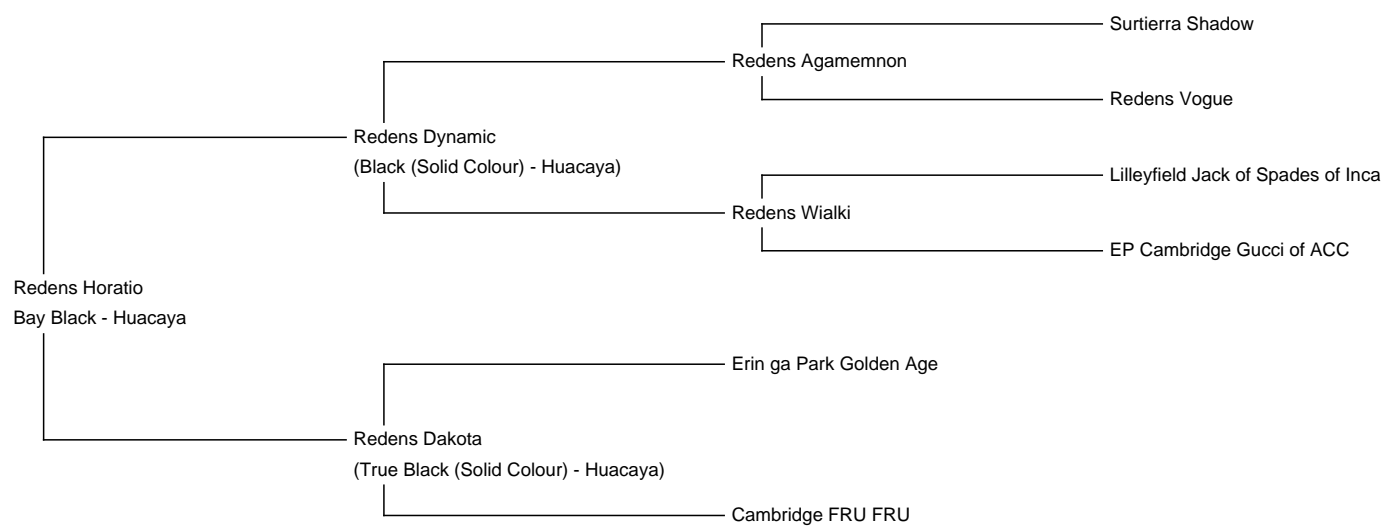 Surtierra Shadow
Redens Agamemnon
Redens Vogue
Redens Dynamic
(Black (Solid Colour) - Huacaya)
Lilleyfield Jack of Spades of Inca
Redens Wialki
EP Cambridge Gucci of ACC
Redens Horatio
Bay Black - Huacaya
Erin ga Park Golden Age
Redens Dakota
(True Black (Solid Colour) - Huacaya)
Cambridge FRU FRU